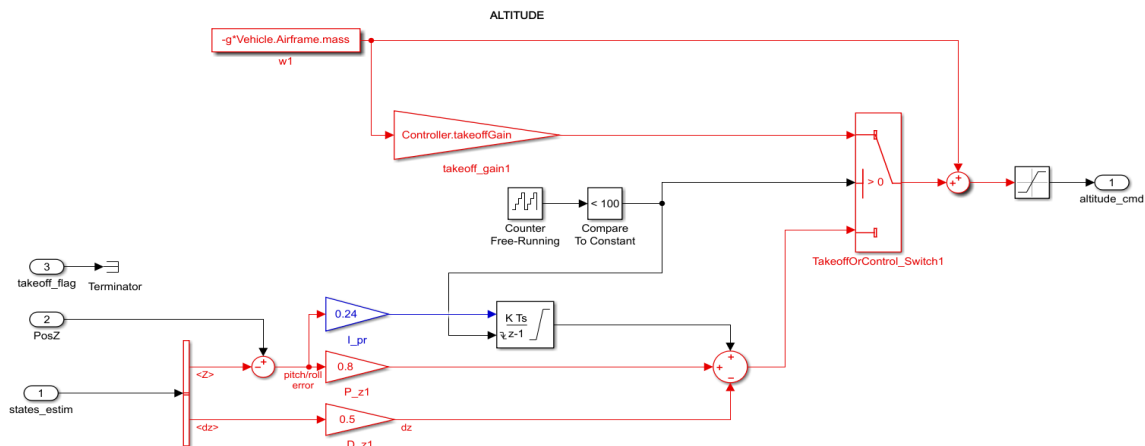 ALTITUDE
-g*Vehicle.Airframe.mass
w1
Controller.takeoffGain
takeoff_gain1
> 0
TakeoffOrControl_Switch1
+
+
1
altitude_cmd
Counter
Free-Running
< 100
Compare
To Constant
3
takeoff_flag
Terminator
2
PosZ
0.24
I_pr
K Ts
z-1
<Z>
−
+
pitch/roll
error
0.8
P_z1
+
+
−
1
states_estim
<dz>
0.5
dz
D_z1